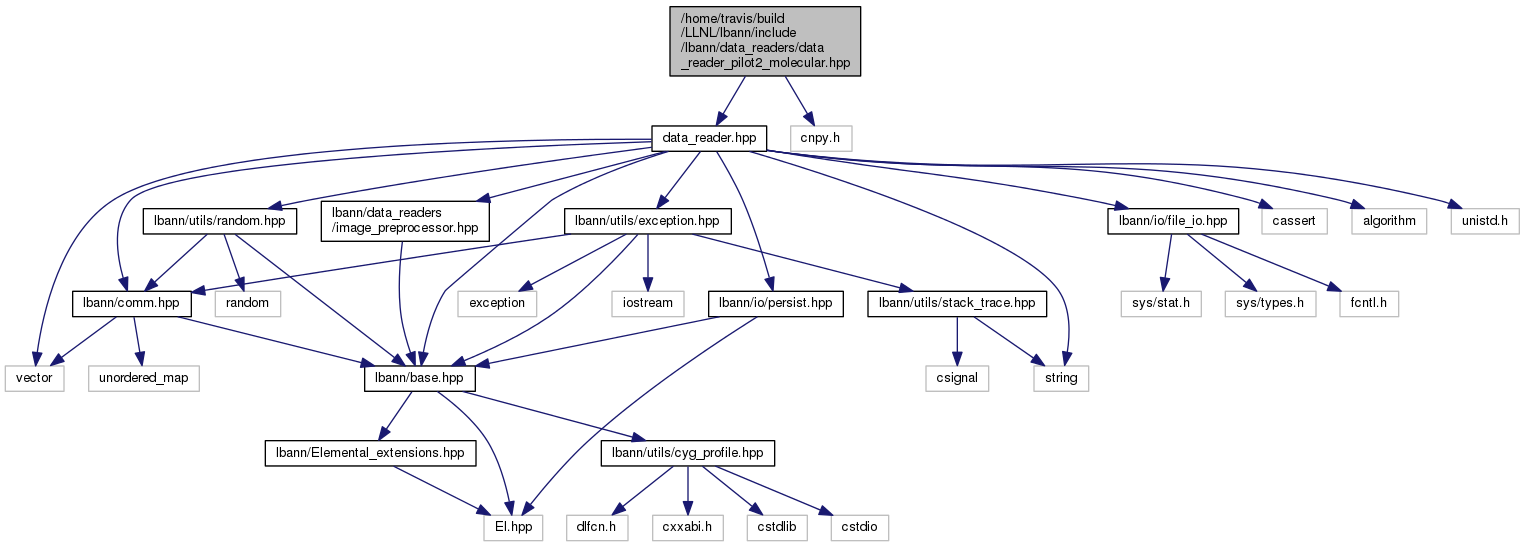 /home/travis/build
/LLNL/lbann/include
/lbann/data_readers/data
_reader_pilot2_molecular.hpp
data_reader.hpp
cnpy.h
lbann/utils/random.hpp
lbann/data_readers
/image_preprocessor.hpp
lbann/utils/exception.hpp
lbann/io/file_io.hpp
cassert
algorithm
unistd.h
lbann/comm.hpp
random
exception
iostream
lbann/io/persist.hpp
lbann/utils/stack_trace.hpp
sys/stat.h
sys/types.h
fcntl.h
vector
unordered_map
lbann/base.hpp
csignal
string
lbann/Elemental_extensions.hpp
lbann/utils/cyg_profile.hpp
El.hpp
dlfcn.h
cxxabi.h
cstdlib
cstdio